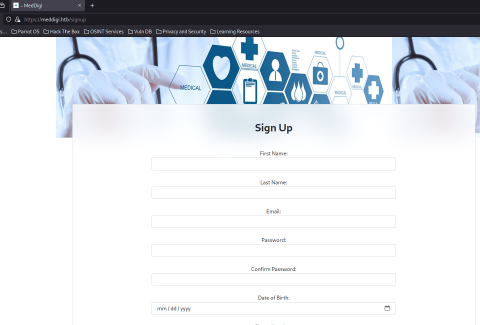 - MedDigi
https://meddigi.htb/signup
Parrot OS Hack The Box OSINT Services Vuln DB Privacy and Security Learning Resources
MEDICAL
MEDICAL
Sign Up
First Name:
Last Name:
Email:
Password:
Confirm Password:
Date of Birth:
mm / dd / yyyy